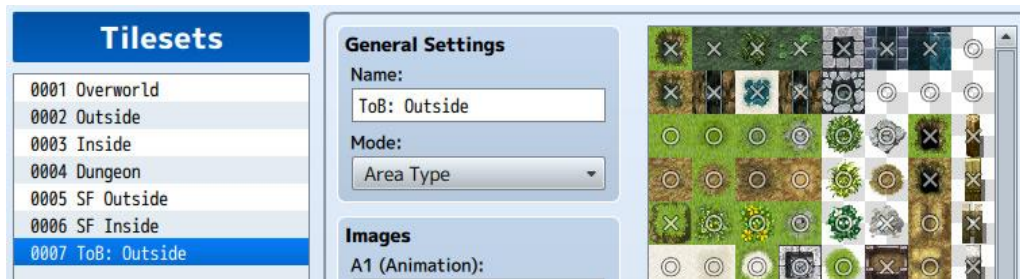 Tilesets
0001 Overworld
0002 Outside
0003 Inside
0004 Dungeon
0005 SF Outside
0006 SF Inside
0007 ToB: Outside
General Settings
Name:
ToB: Outside
Mode:
Area Type
Images
A1 (Animation):